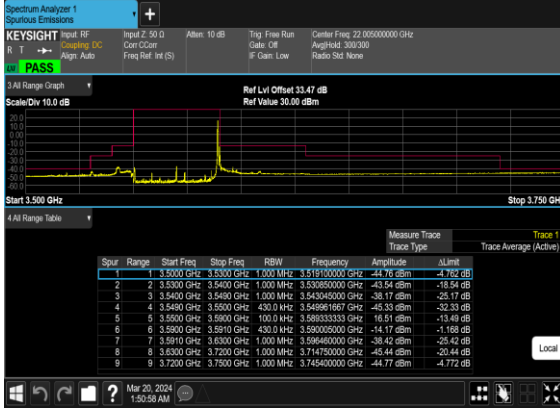 Spectrum Analyzer 1
Spurious Emissions
KEYSIGHT Input: RF Input Z: 50 Ω Atten: 10 dB Trig: Free Run Center Freq: 22.005000000 GHz
R T Coupling: DC Corr CCorr Gate: Off Avg|Hold: 300/300
Align: Auto Freq Ref: Int (S) IF Gain: Low Radio Std: None
PASS
3 All Range Graph
Ref Lvl Offset 33.47 dB
Scale/Div 10.0 dB Ref Value 30.00 dBm
20.0
10.0
0.00
-10.0
-20.0
-30.0
-40.0
-50.0
-60.0
Start 3.500 GHz Stop 3.750 GH
4 All Range Table
Measure Trace Trace 1
Trace Type Trace Average (Active)
Spur Range Start Freq Stop Freq RBW Frequency Amplitude ΔLimit
1 1 3.5000 GHz 3.5300 GHz 1.000 MHz 3.519100000 GHz -44.76 dBm -4.762 dB
2 2 3.5300 GHz 3.5400 GHz 1.000 MHz 3.530850000 GHz -43.54 dBm -18.54 dB
3 3 3.5400 GHz 3.5490 GHz 1.000 MHz 3.543045000 GHz -38.17 dBm -25.17 dB
4 4 3.5490 GHz 3.5500 GHz 430.0 kHz 3.549961667 GHz -45.33 dBm -32.33 dB
5 5 3.5500 GHz 3.5900 GHz 100.0 kHz 3.589333333 GHz 16.51 dBm -13.49 dB
6 6 3.5900 GHz 3.5910 GHz 430.0 kHz 3.590005000 GHz -14.17 dBm -1.168 dB
7 7 3.5910 GHz 3.6300 GHz 1.000 MHz 3.596460000 GHz -38.42 dBm -25.42 dB
8 8 3.6300 GHz 3.7200 GHz 1.000 MHz 3.714750000 GHz -45.44 dBm -20.44 dB
9 9 3.7200 GHz 3.7500 GHz 1.000 MHz 3.745400000 GHz -44.77 dBm -4.772 dB
Local
Mar 20, 2024
1:50:58 AM